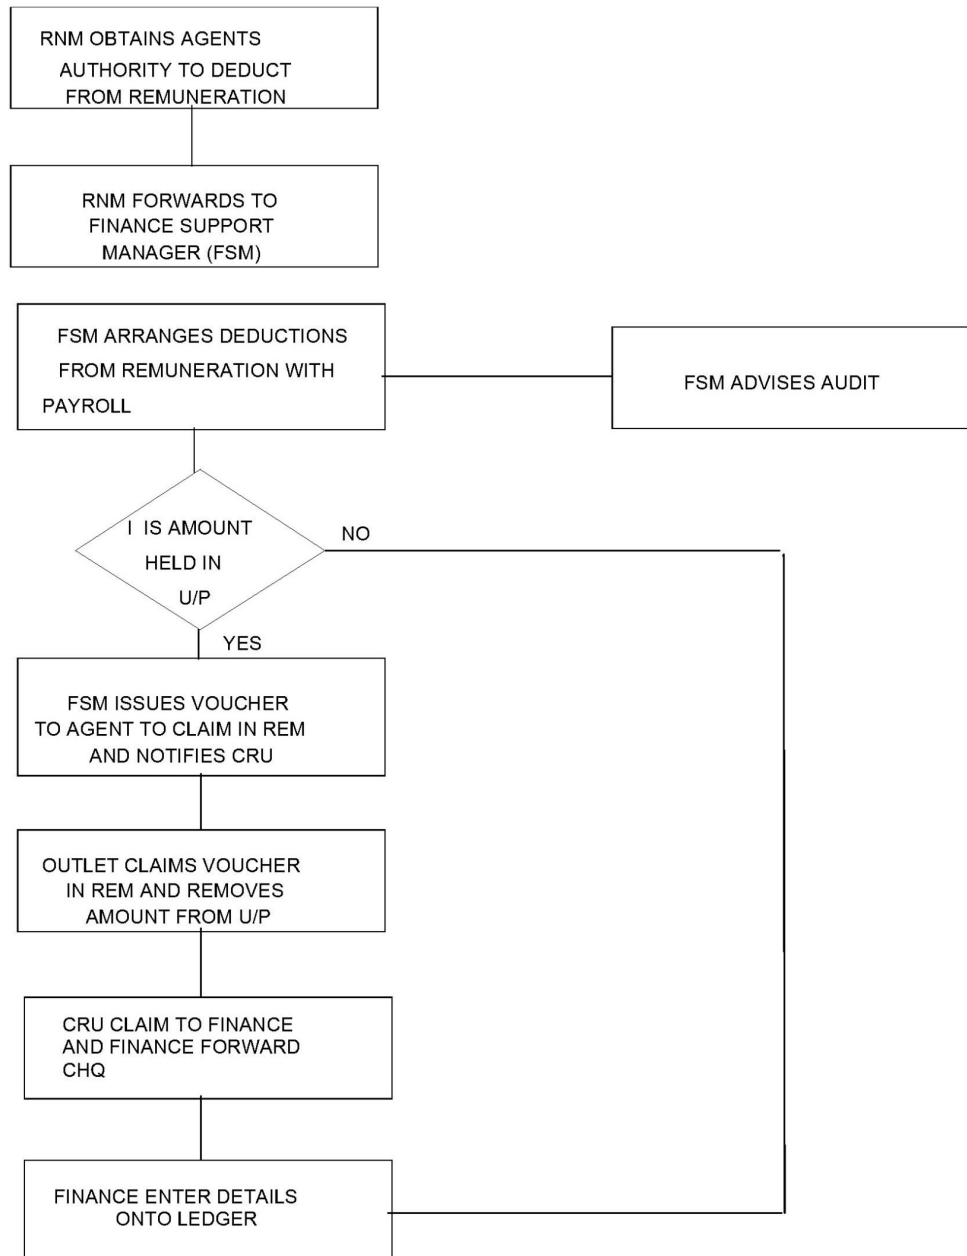 RNM OBTAINS AGENTS
AUTHORITY TO DEDUCT
FROM REMUNERATION
RNM FORWARDS TO
FINANCE SUPPORT
MANAGER (FSM)
FSM ARRANGES DEDUCTIONS
FROM REMUNERATION WITH
PAYROLL
FSM ADVISES AUDIT
I IS AMOUNT
HELD IN
U/P
NO
YES
FSM ISSUES VOUCHER
TO AGENT TO CLAIM IN REM
AND NOTIFIES CRU
OUTLET CLAIMS VOUCHER
IN REM AND REMOVES
AMOUNT FROM U/P
CRU CLAIM TO FINANCE
AND FINANCE FORWARD
CHQ
FINANCE ENTER DETAILS
ONTO LEDGER